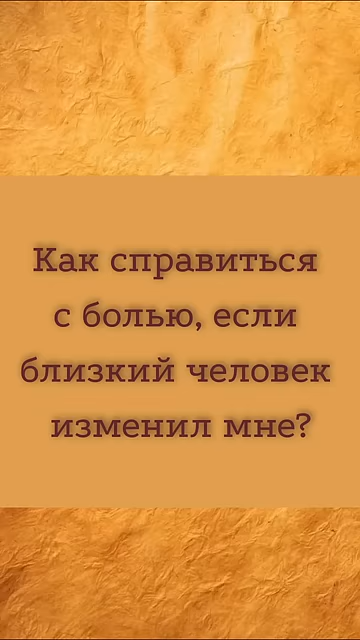 Как справиться
с болью, если
близкий человек
изменил мне?